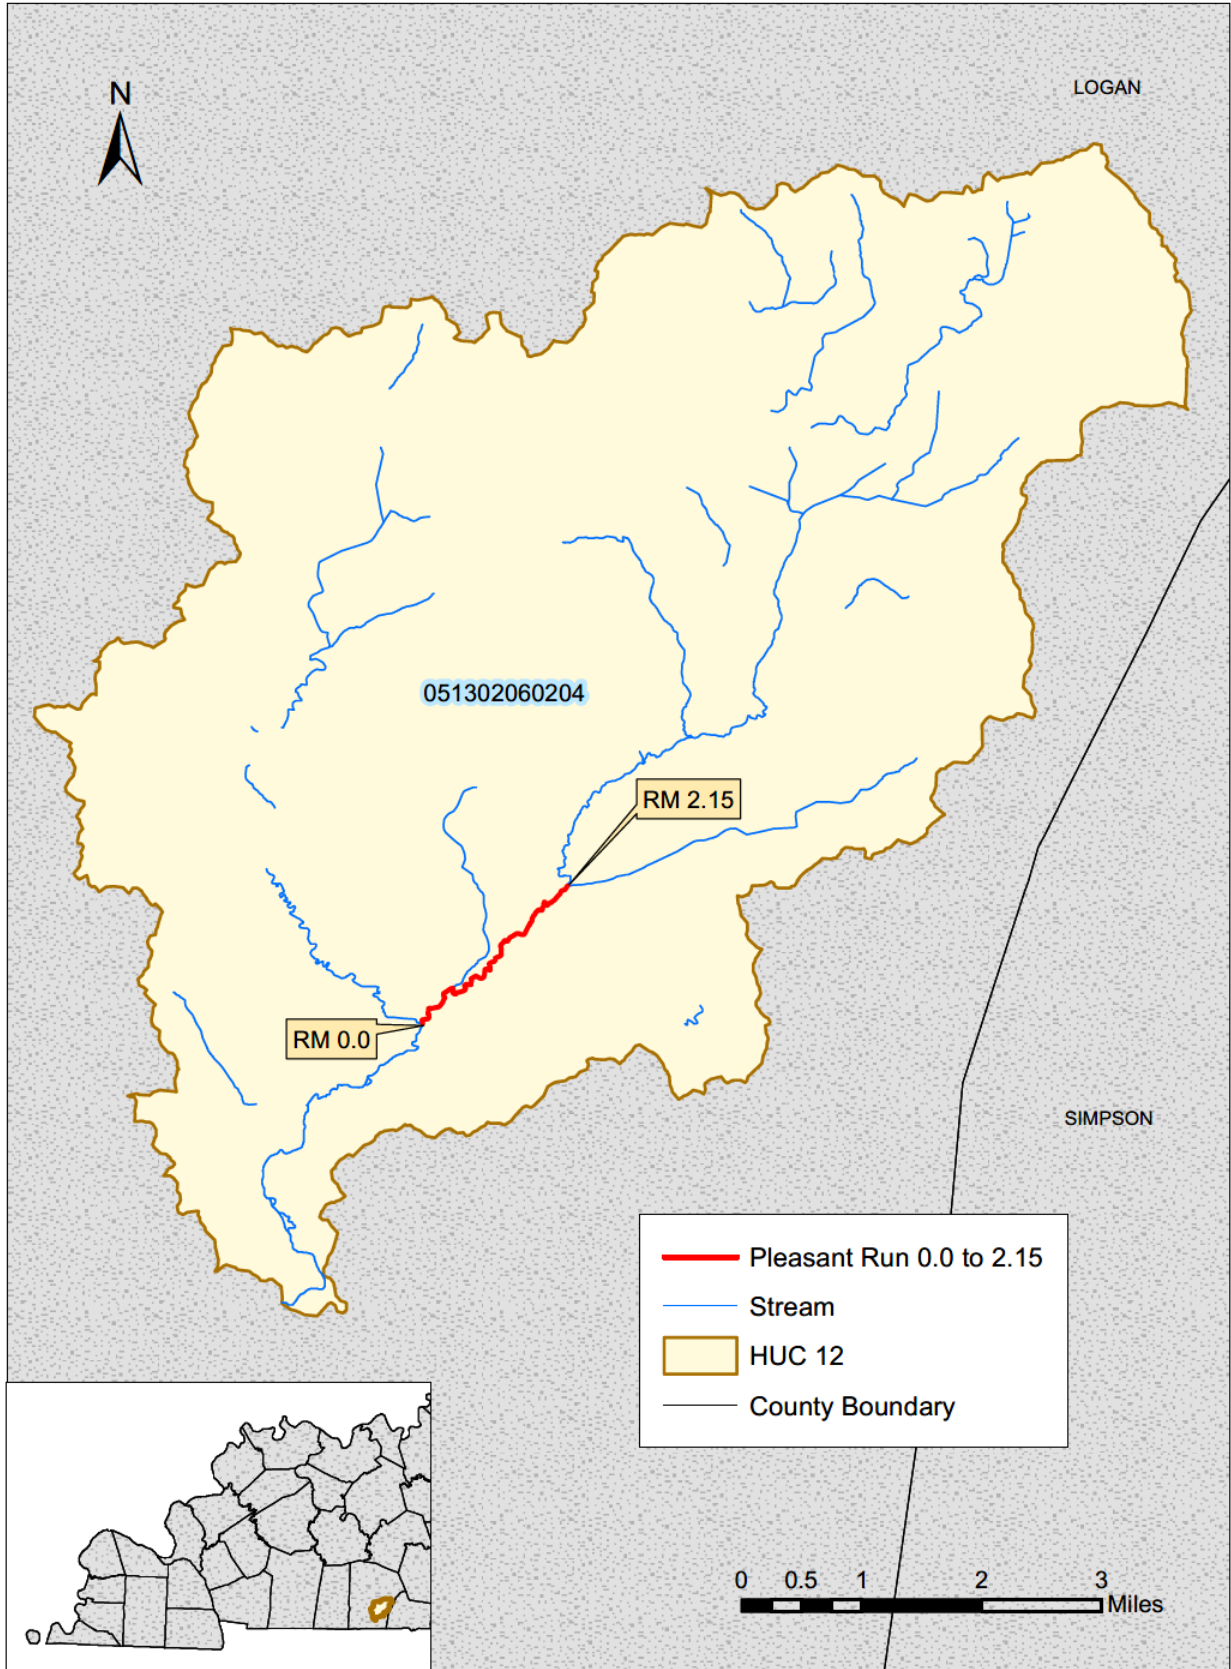 N
LOGAN
051302060204
RM 2.15
RM 0.0
SIMPSON
Pleasant Run 0.0 to 2.15
Stream
HUC 12
County Boundary
0 0.5 1 2 3
Miles